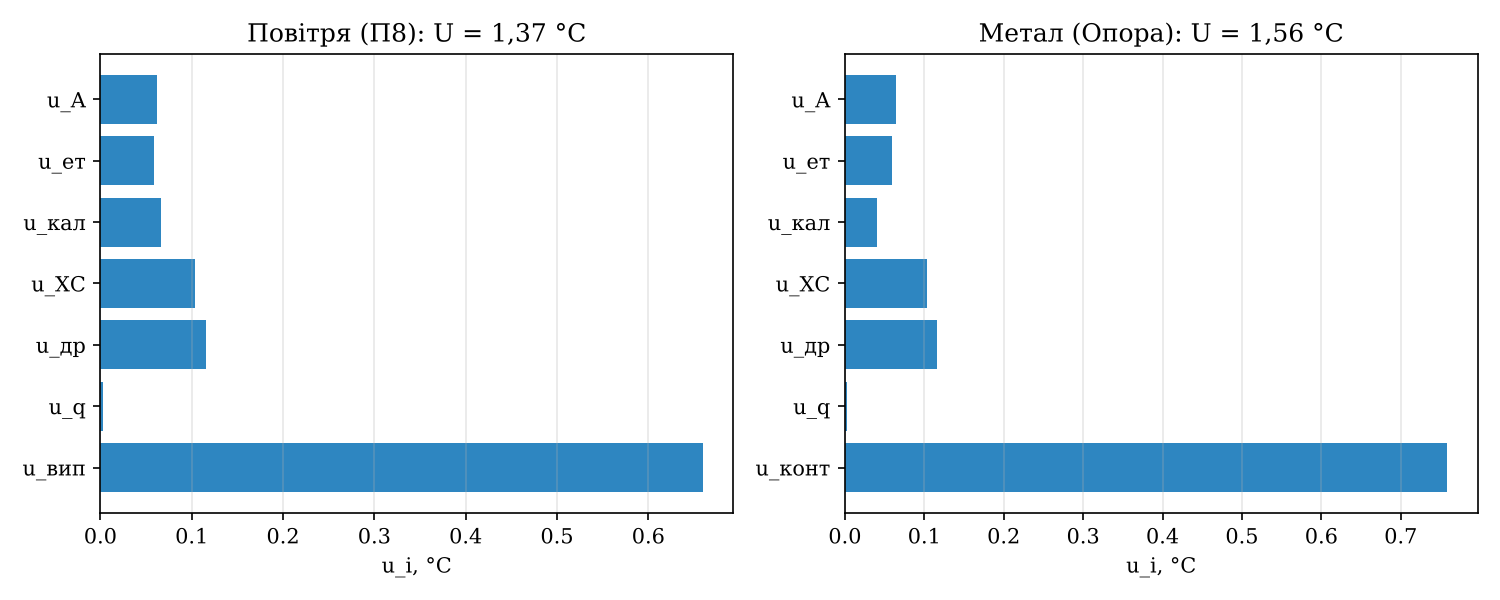 Повітря (П8): U = 1,37 °C
u_A
u_ет
u_кал
u_ХС
u_др
u_q
u_вип
0.0 0.1 0.2 0.3 0.4 0.5 0.6
u_i, °C
Метал (Опора): U = 1,56 °C
u_A
u_ет
u_кал
u_ХС
u_др
u_q
u_конт
0.0 0.1 0.2 0.3 0.4 0.5 0.6 0.7
u_i, °C